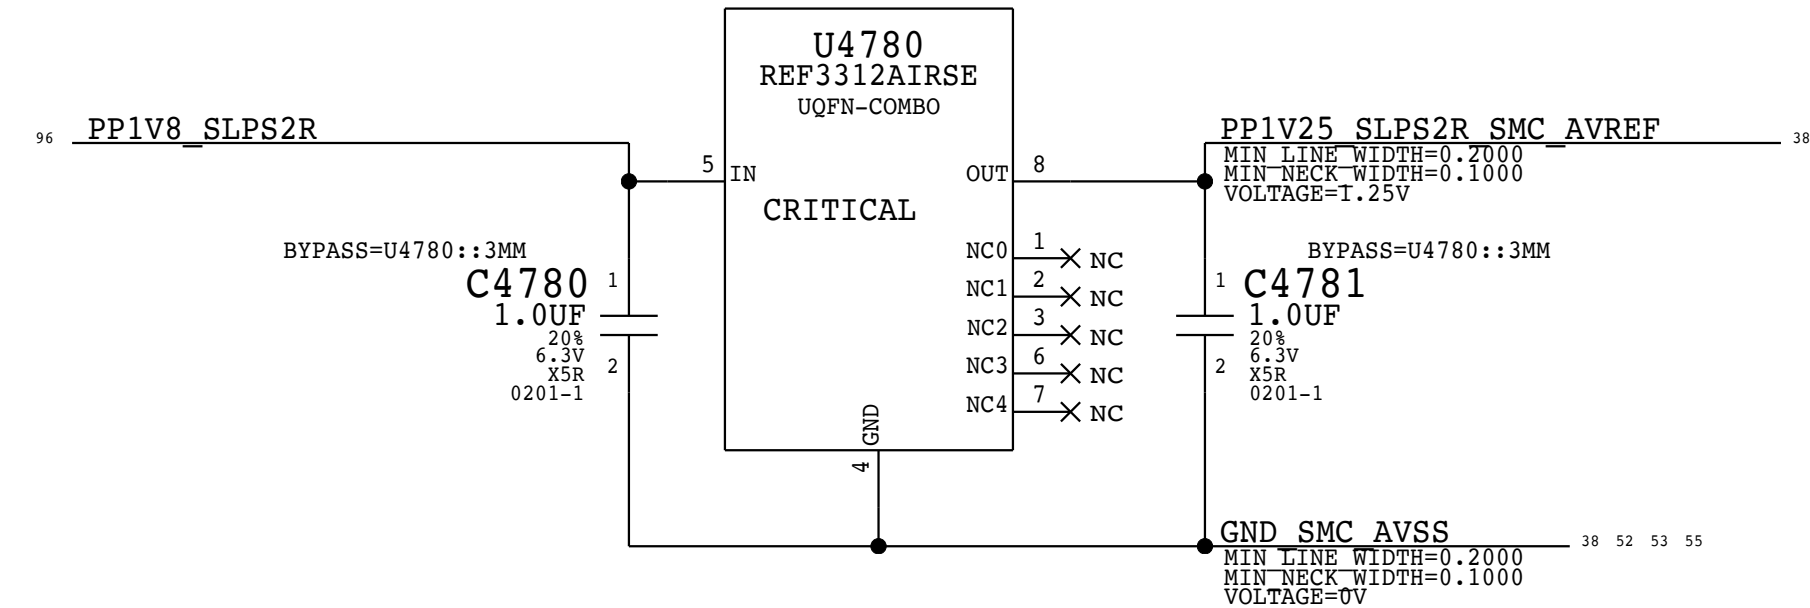 U4780
REF3312AIRSE
UQFN-COMBO
96 PP1V8_SLPS2R
PP1V25_SLPS2R_SMC_AVREF 38
MIN_LINE_WIDTH=0.2000
MIN_NECK_WIDTH=0.1000
VOLTAGE=1.25V
5 IN
OUT 8
CRITICAL
BYPASS=U4780::3MM
C4780 1
1.0UF
20%
6.3V
X5R 2
0201-1
NC0 1 NC
NC1 2 NC
NC2 3 NC
NC3 6 NC
NC4 7 NC
GND
4
BYPASS=U4780::3MM
1 C4781
1.0UF
20%
6.3V
2 X5R
0201-1
GND_SMC_AVSS 38 52 53 55
MIN_LINE_WIDTH=0.2000
MIN_NECK_WIDTH=0.1000
VOLTAGE=0V